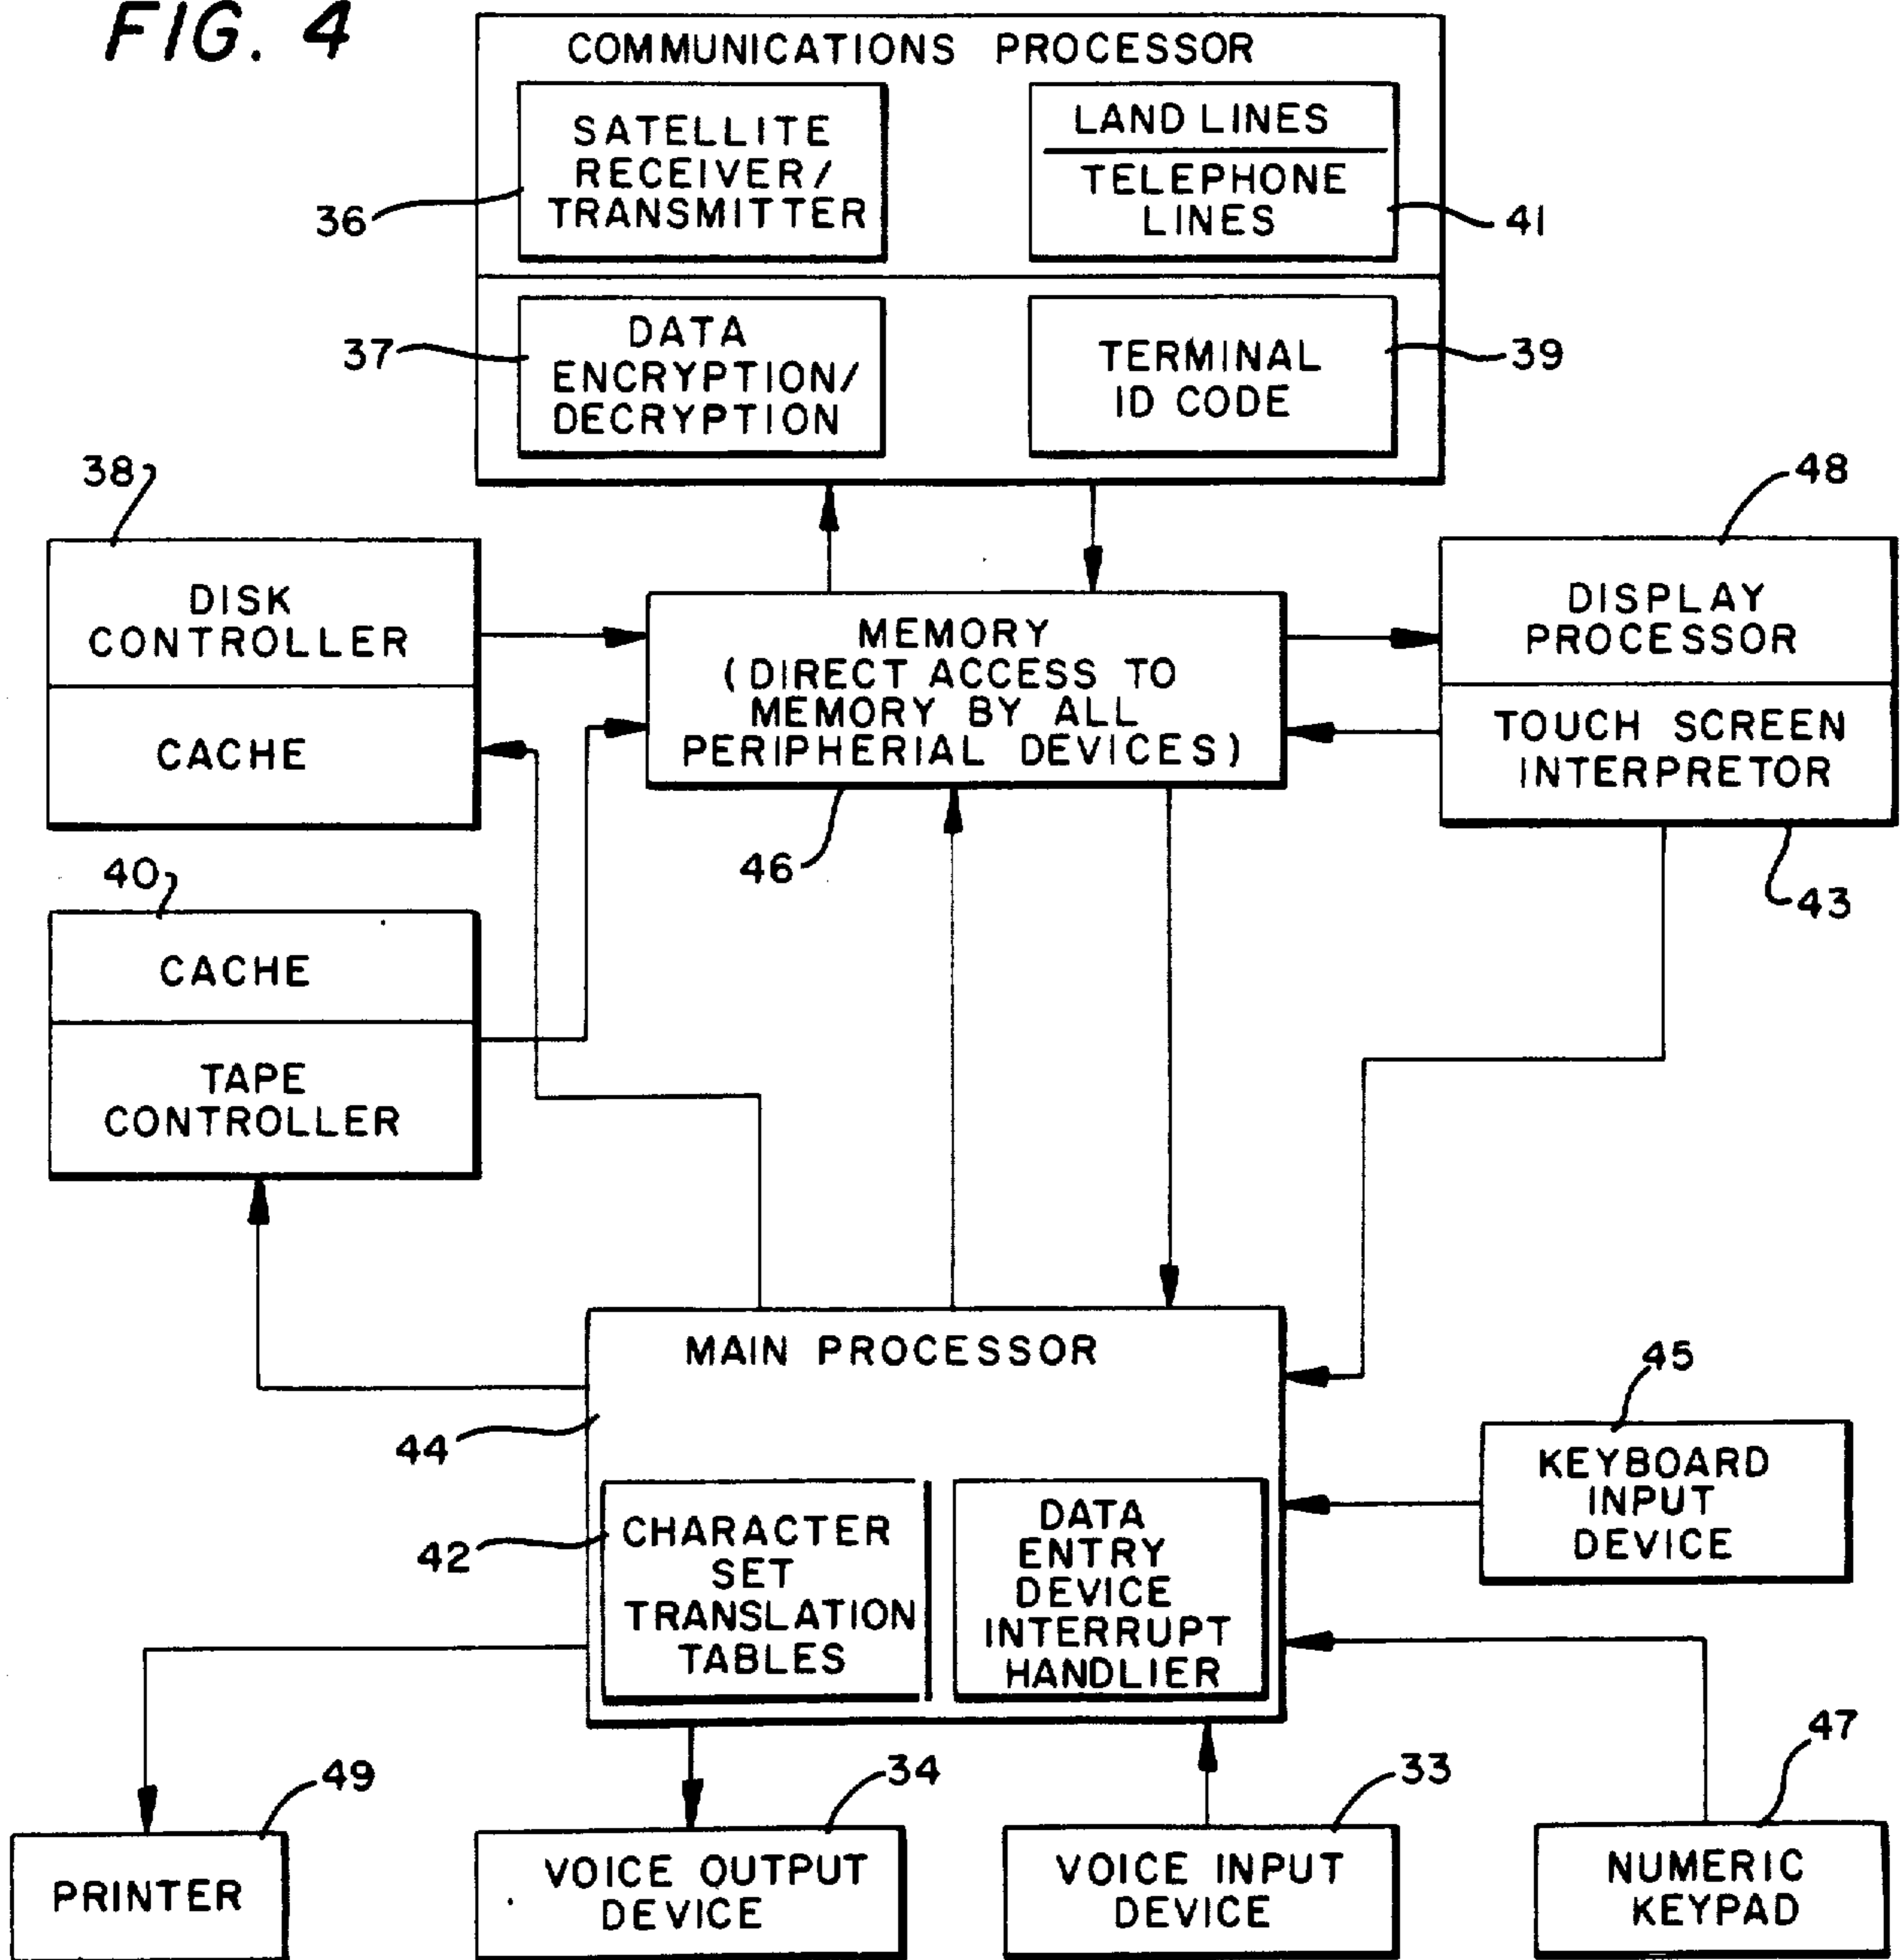 FIG. 4
COMMUNICATIONS PROCESSOR
SATELLITE
RECEIVER/
TRANSMITTER
36
LAND LINES
TELEPHONE
LINES
41
DATA
ENCRYPTION/
DECRYPTION
37
TERMINAL
ID CODE
39
38
DISK
CONTROLLER
CACHE
MEMORY
(DIRECT ACCESS TO
MEMORY BY ALL
PERIPHERIAL DEVICES)
46
48
DISPLAY
PROCESSOR
TOUCH SCREEN
INTERPRETOR
43
40
CACHE
TAPE
CONTROLLER
MAIN PROCESSOR
44
42
CHARACTER
SET
TRANSLATION
TABLES
DATA
ENTRY
DEVICE
INTERRUPT
HANDLIER
45
KEYBOARD
INPUT
DEVICE
49
PRINTER
34
VOICE OUTPUT
DEVICE
33
VOICE INPUT
DEVICE
47
NUMERIC
KEYPAD